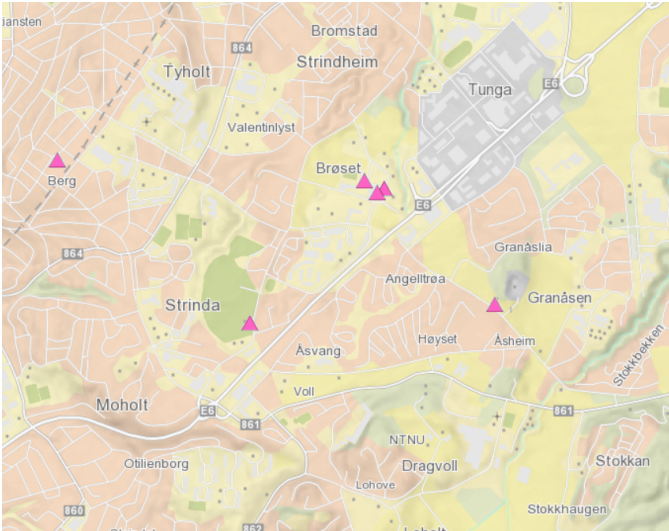 iansten
Bromstad
864
Strindheim
Tyholt
E6
Tunga
Valentinlyst
Brøset
Berg
E6
Granåslia
864
Angelltrøa
Granåsen
Strinda
Høyset
Åsheim
Åsvang
Stokkbekken
Voll
Moholt
E6
861
861
NTNU
Dragvoll
Otilienborg
Stokkan
Lohove
860
Stokkhaugen
862